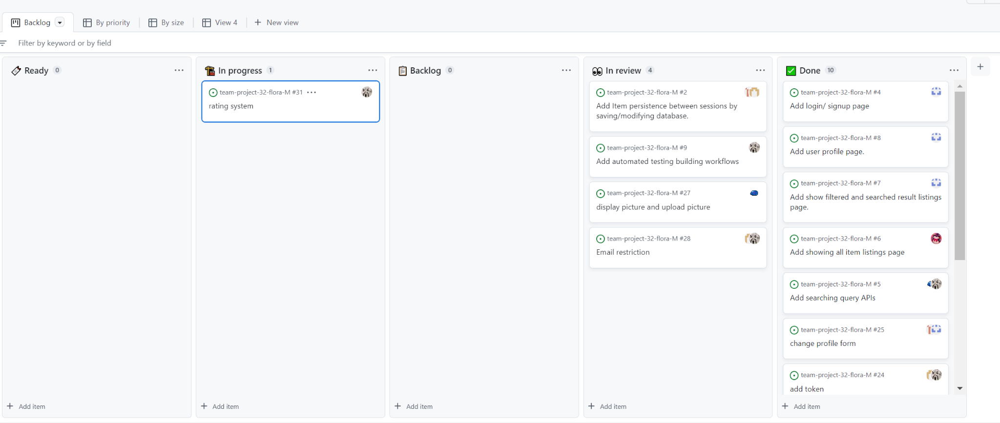 Backlog
By priority
By size
View 4
New view
Filter by keyword or by field
Ready 0
Add item
In progress 1
team-project-32-flora-M #31
rating system
Add item
Backlog 0
Add item
In review 4
team-project-32-flora-M #2
Add Item persistence between sessions by
saving/modifying database.
team-project-32-flora-M #9
Add automated testing building workflows
team-project-32-flora-M #27
display picture and upload picture
team-project-32-flora-M #28
Email restriction
Add item
Done 10
team-project-32-flora-M #4
Add login/ signup page
team-project-32-flora-M #8
Add user profile page.
team-project-32-flora-M #7
Add show filtered and searched result listings
page.
team-project-32-flora-M #6
Add showing all item listings page
team-project-32-flora-M #5
Add searching query APIs
team-project-32-flora-M #25
change profile form
team-project-32-flora-M #24
add token
Add item